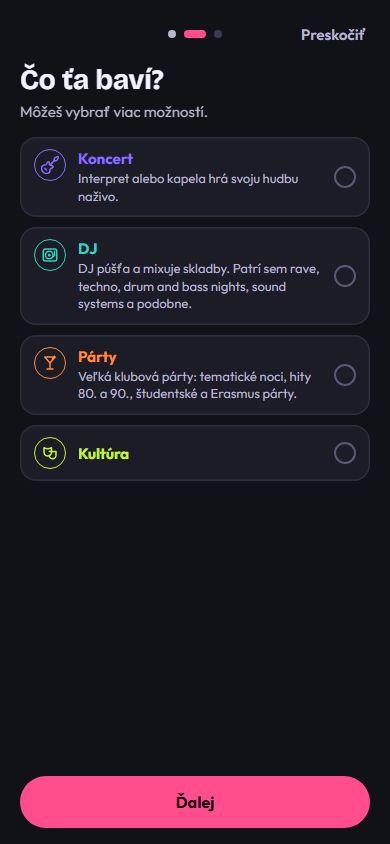 Preskočiť
Čo ťa baví?
Môžeš vybrať viac možností.
Koncert
Interpret alebo kapela hrá svoju hudbu
naživo.
DJ
DJ púšťa a mixuje skladby. Patrí sem rave,
techno, drum and bass nights, sound
systems a podobne.
Párty
Veľká klubová párty: tematické noci, hity
80. a 90., študentské a Erasmus párty.
Kultúra
Ďalej